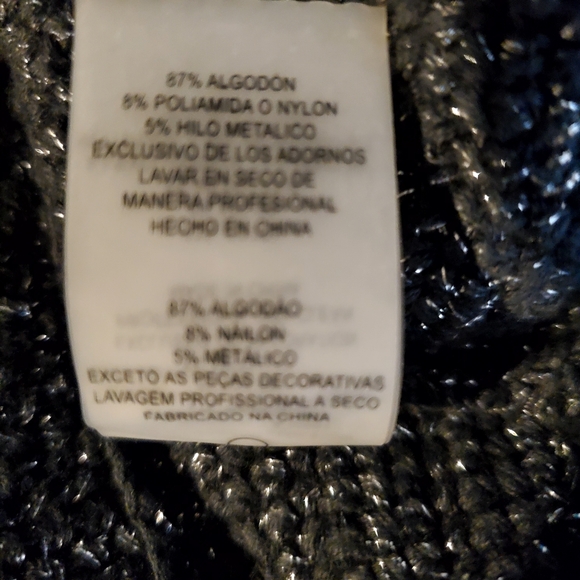 87% ALGODÓN
8% POLIAMIDA O NYLON
5% HILO METALICO
EXCLUSIVO DE LOS ADORNOS
LAVAR EN SECO DE
MANERA PROFESIONAL
HECHO EN CHINA
87% ALGODÃO
8% NÁILON
5% METÁLICO
EXCETO AS PEÇAS DECORATIVAS
LAVAGEM PROFISSIONAL A SECO
FABRICADO NA CHINA